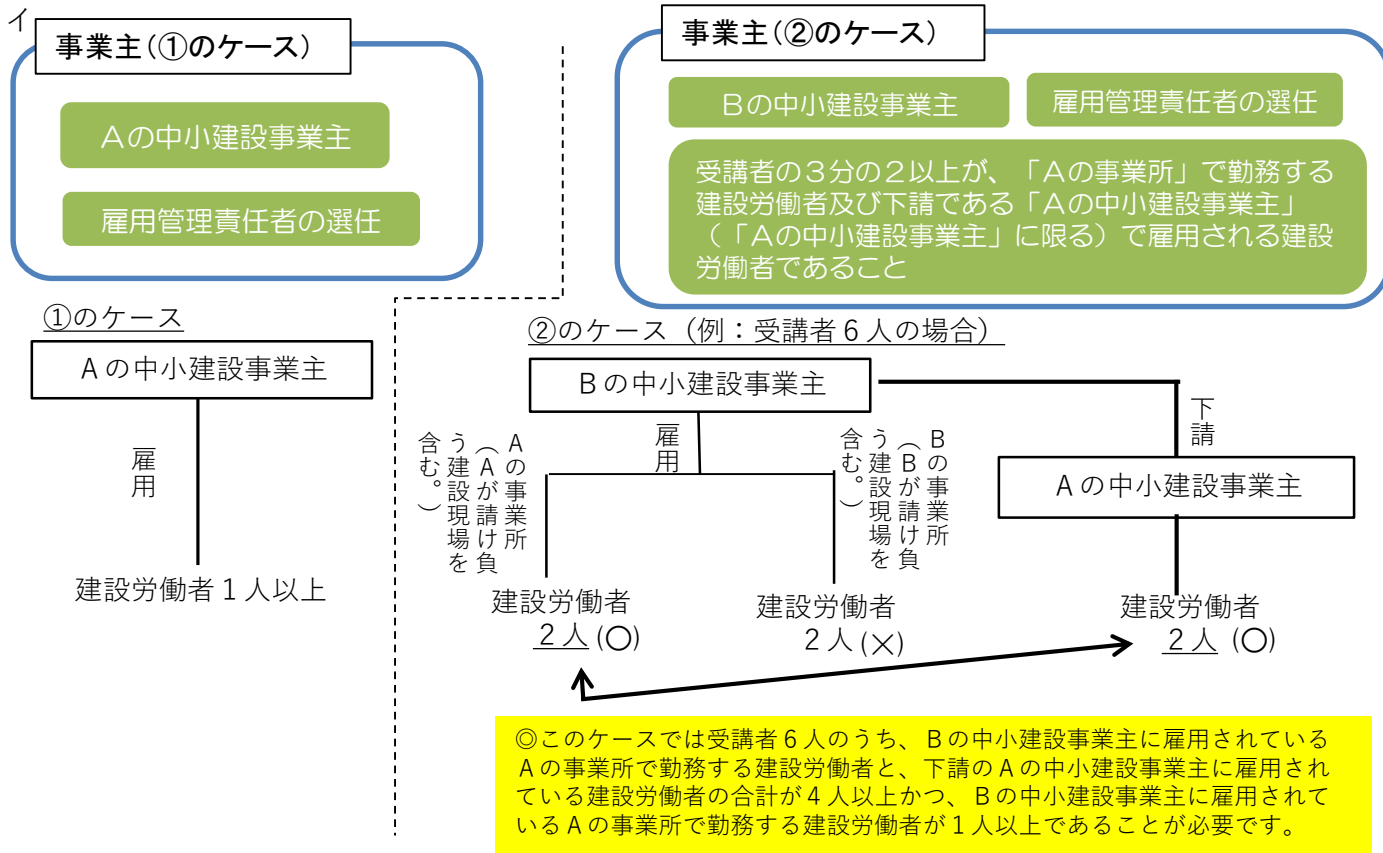 イ
事業主(①のケース)
Aの中小建設事業主
雇用管理責任者の選任
事業主(②のケース)
Bの中小建設事業主
雇用管理責任者の選任
受講者の３分の２以上が、「Aの事業所」で勤務する
建設労働者及び下請である「Aの中小建設事業主」
（「Aの中小建設事業主」に限る）で雇用される建設
労働者であること
①のケース
Aの中小建設事業主
雇用
建設労働者１人以上
②のケース（例：受講者６人の場合）
Bの中小建設事業主
下請
Aの事業所
（Aが請け負
う建設現場を
含む。）
雇用
Bの事業所
（Bが請け負
う建設現場を
含む。）
Aの中小建設事業主
建設労働者
２人(〇)
建設労働者
２人(×)
建設労働者
２人 (〇)
◎このケースでは受講者６人のうち、Bの中小建設事業主に雇用されている
Aの事業所で勤務する建設労働者と、下請のAの中小建設事業主に雇用され
ている建設労働者の合計が４人以上かつ、Bの中小建設事業主に雇用されて
いるAの事業所で勤務する建設労働者が１人以上であることが必要です。